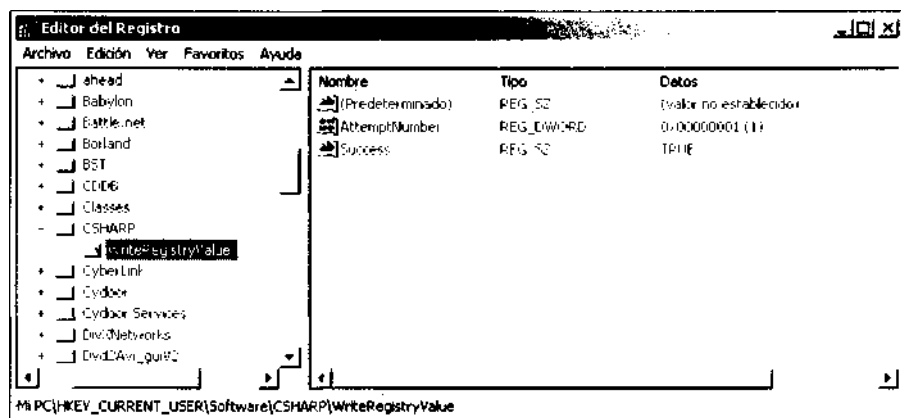 Editor del Registro
Archivo Edición Ver Favoritos Ayuda
ahead
Babylon
Battle.net
Borland
BST
CDDB
Classes
CSHARP
WriteRegistryValue
CyberLink
Cydoor
Cydoor Services
DivXNetworks
Nombre Tipo Datos
(Predeterminado) REG_SZ (valor no establecido)
AttemptNumber REG_DWORD 0x00000001 (1)
Success REG_SZ TRUE
Mi PC\HKEY_CURRENT_USER\Software\CSHARP\WriteRegistryValue